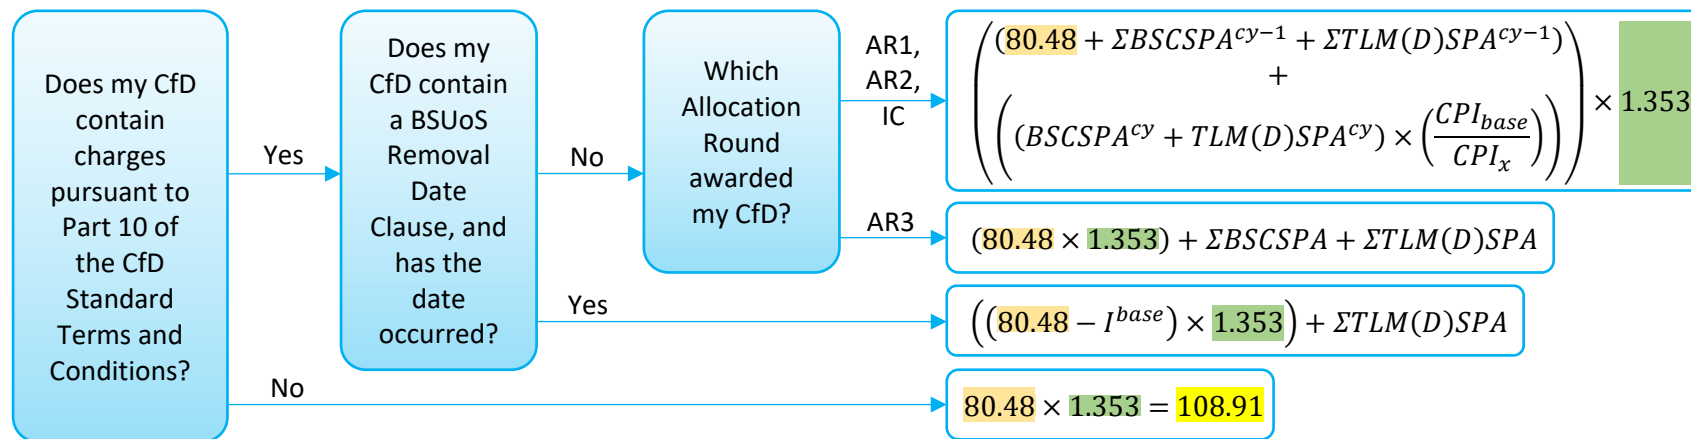 Does my CfD
contain
charges
pursuant to
Part 10 of
the CfD
Standard
Terms and
Conditions?
Yes
No
Does my
CfD contain
a BSUoS
Removal
Date
Clause, and
has the
date
occurred?
No
Yes
Which
Allocation
Round
awarded
my CfD?
AR1,
AR2,
IC
AR3
((80.48 + ΣBSCSPA^{cy−1} + ΣTLM(D)SPA^{cy−1})
+
((BSCSPA^{cy} + TLM(D)SPA^{cy}) × (CPI_{base}/CPI_x))) × 1.353
(80.48 × 1.353) + ΣBSCSPA + ΣTLM(D)SPA
((80.48 − I^{base}) × 1.353) + ΣTLM(D)SPA
80.48 × 1.353 = 108.91